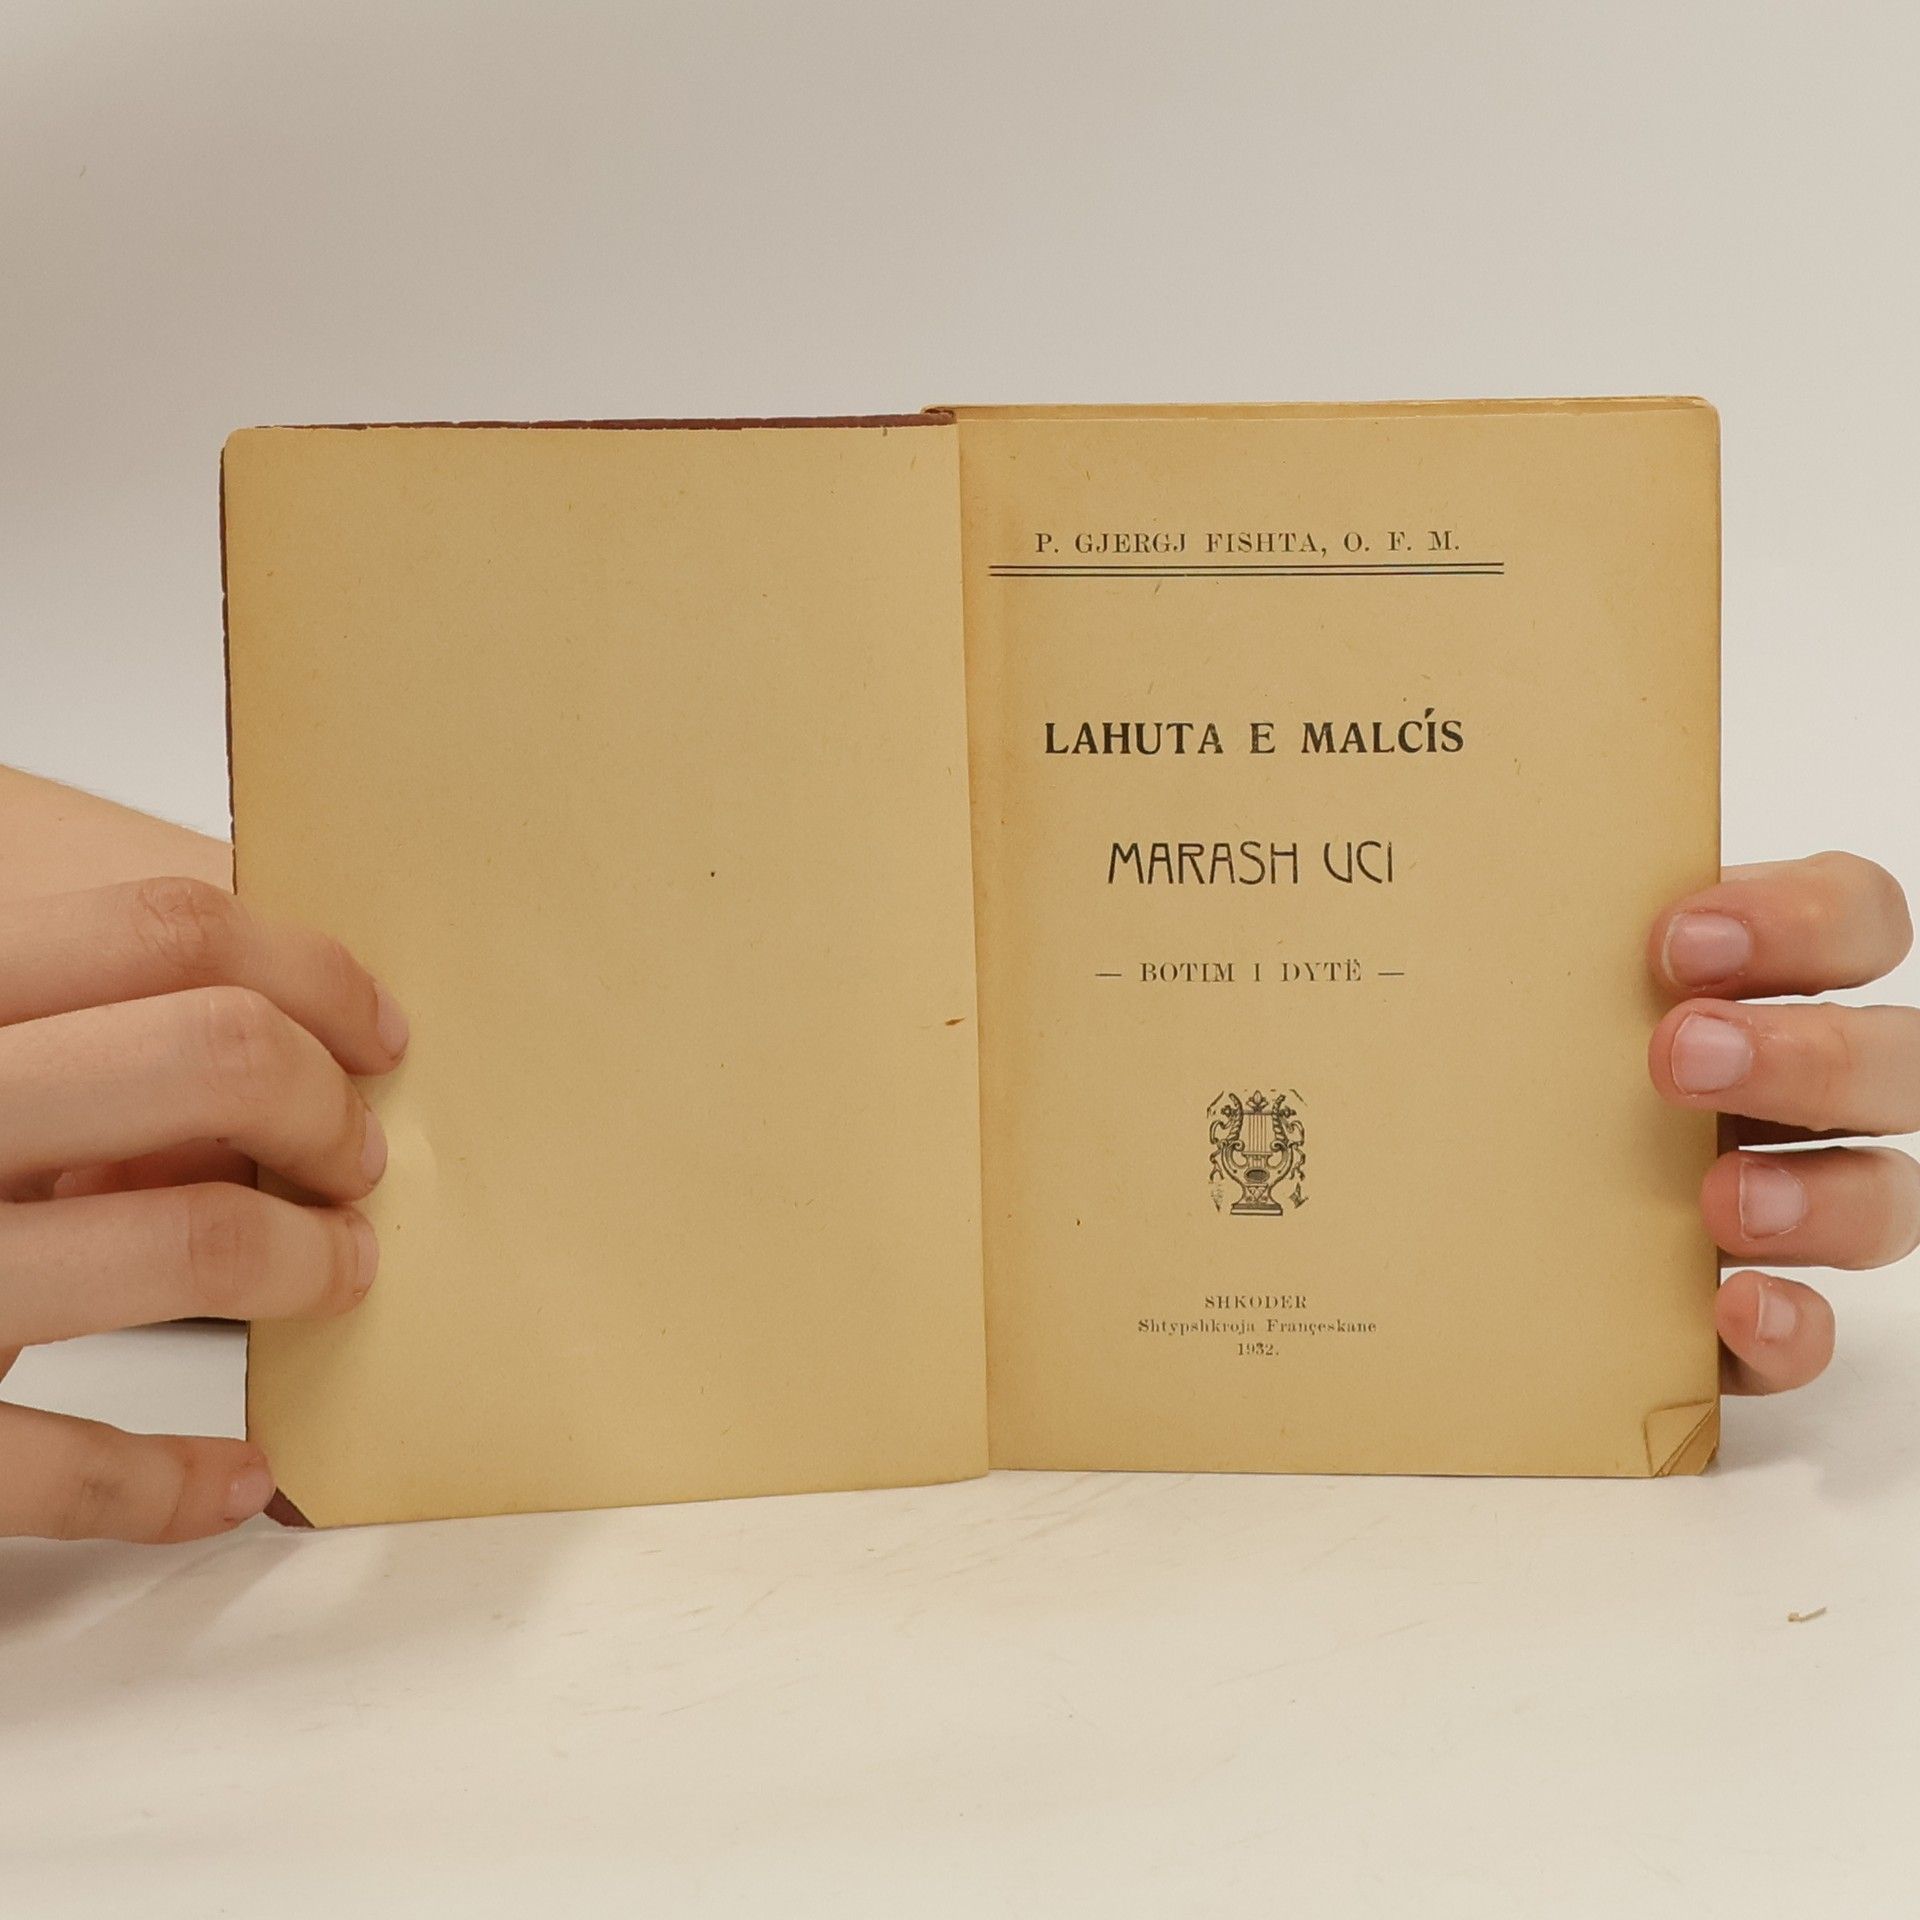 P. GJERGJ FISHTA, O. F. M.
LAHUTA E MALCÍS
MARASH UCI
— BOTIM I DYTË —
SHKODER
Shtypshkroja Françeskane
1932.